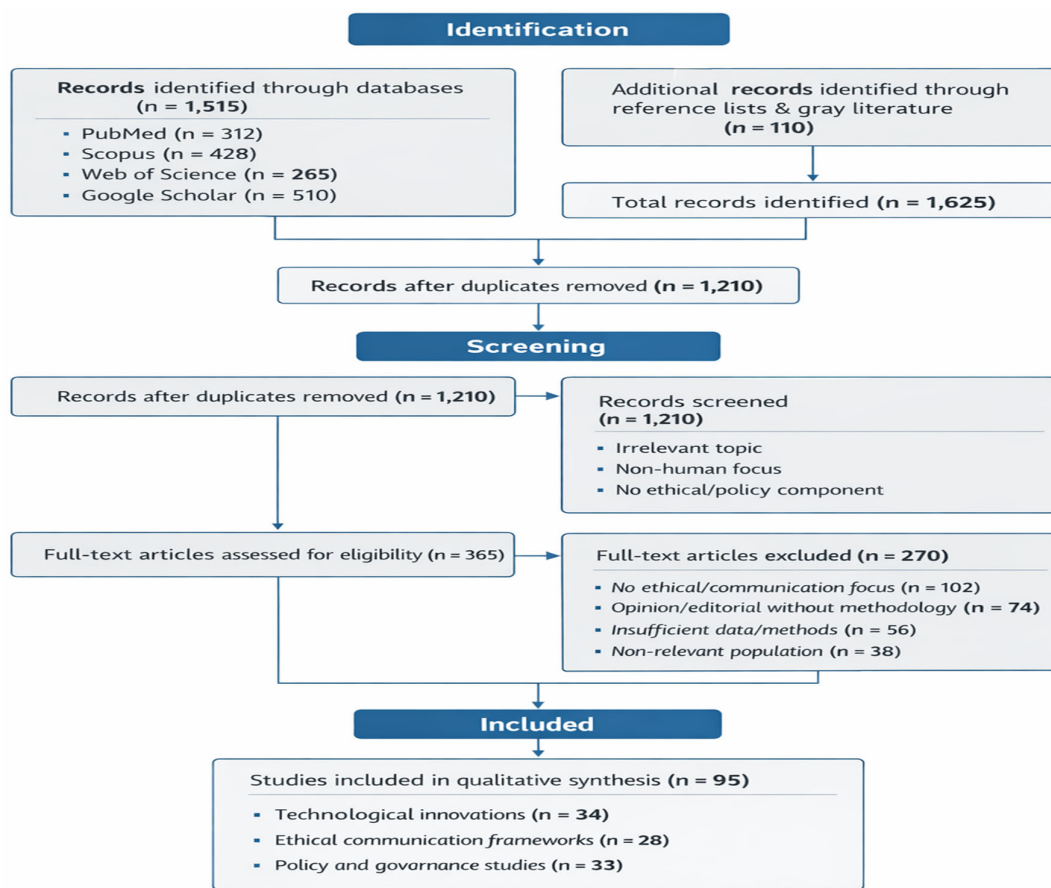 Identification
Records identified through databases
(n = 1,515)
▪ PubMed (n = 312)
▪ Scopus (n = 428)
▪ Web of Science (n = 265)
▪ Google Scholar (n = 510)
Additional records identified through
reference lists & gray literature
(n = 110)
Total records identified (n = 1,625)
Records after duplicates removed (n = 1,210)
Screening
Records after duplicates removed (n = 1,210)
Records screened
(n = 1,210)
▪ Irrelevant topic
▪ Non-human focus
▪ No ethical/policy component
Full-text articles assessed for eligibility (n = 365)
Full-text articles excluded (n = 270)
▪ No ethical/communication focus (n = 102)
▪ Opinion/editorial without methodology (n = 74)
▪ Insufficient data/methods (n = 56)
▪ Non-relevant population (n = 38)
Included
Studies included in qualitative synthesis (n = 95)
▪ Technological innovations (n = 34)
▪ Ethical communication frameworks (n = 28)
▪ Policy and governance studies (n = 33)